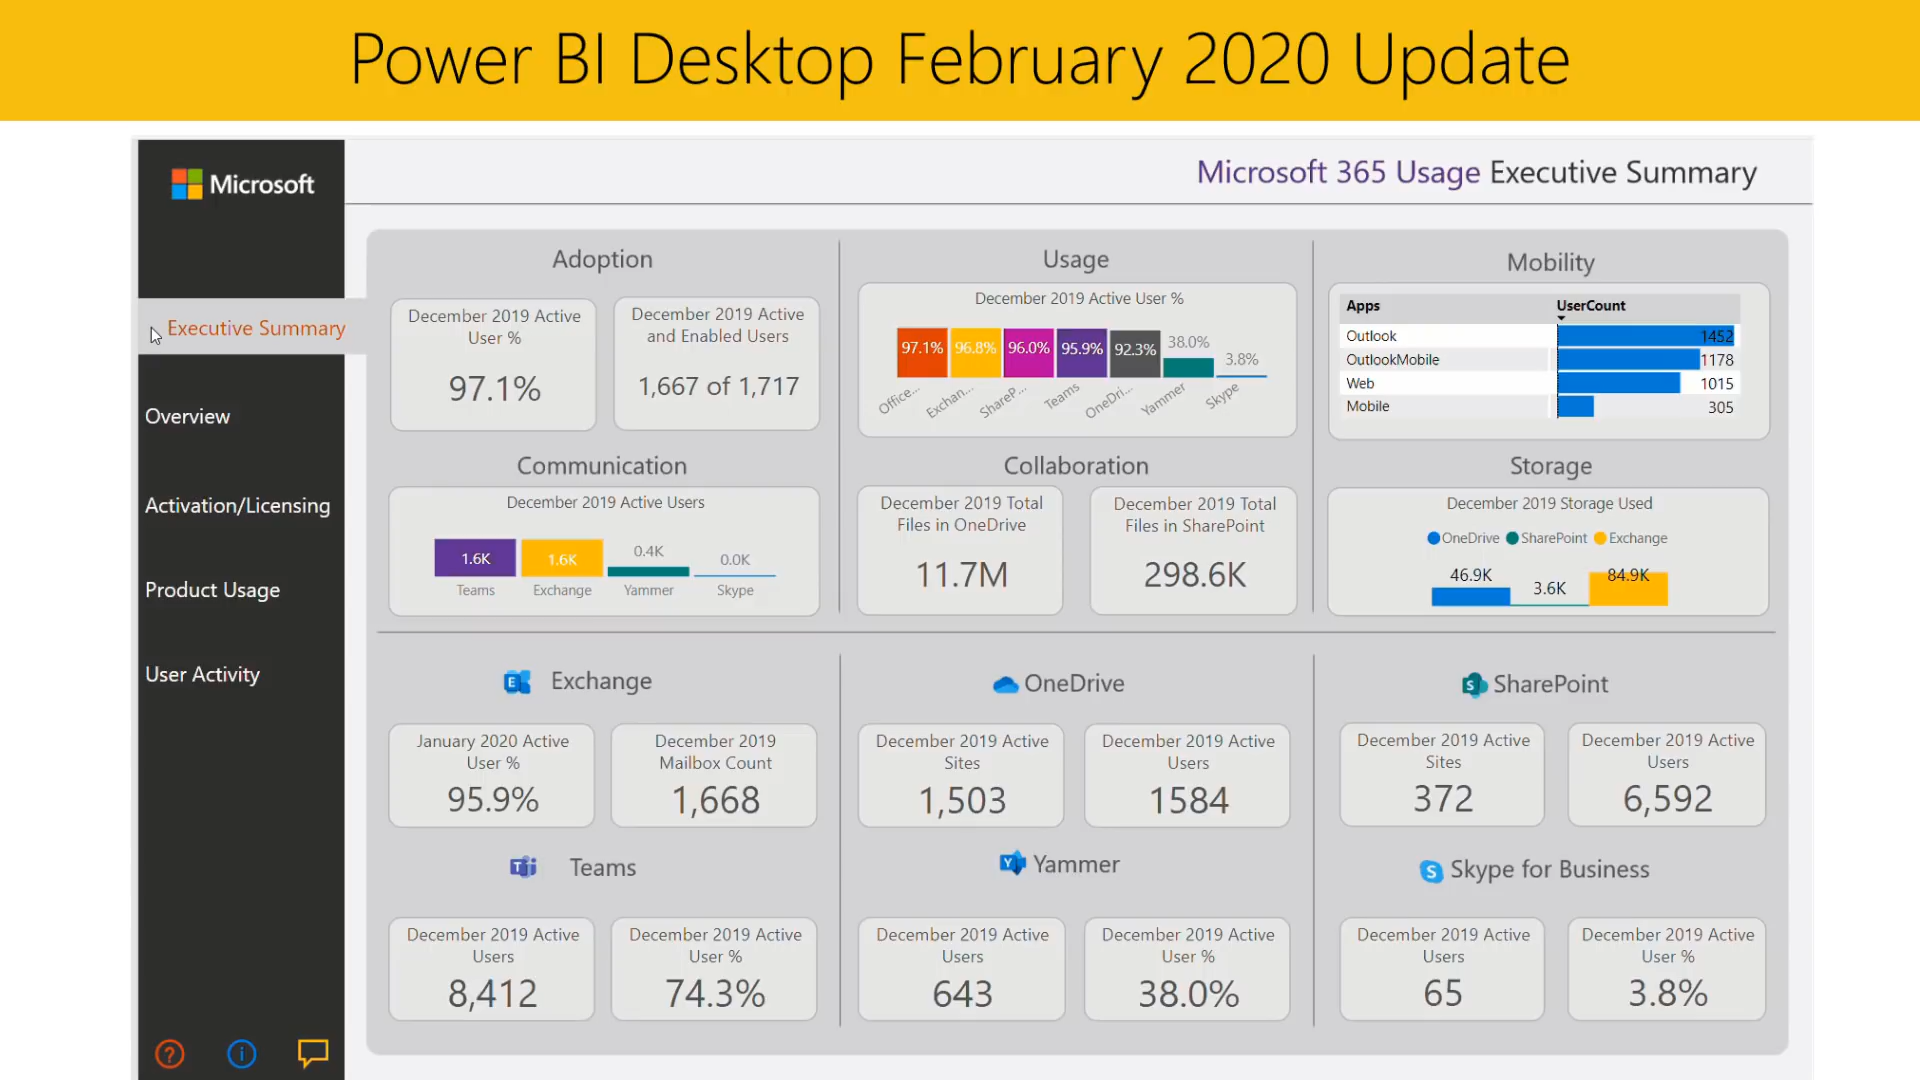 Power BI Desktop February 2020 Update
Microsoft
Microsoft 365 Usage Executive Summary
Executive Summary
Overview
Activation/Licensing
Product Usage
User Activity
Adoption
December 2019 Active
User %
97.1%
December 2019 Active
and Enabled Users
1,667 of 1,717
Usage
December 2019 Active User %
97.1% 96.8% 96.0% 95.9% 92.3% 38.0% 3.8%
Office... Exchan... ShareP... Teams OneDri... Yammer Skype
Mobility
Apps UserCount
Outlook 1452
OutlookMobile 1178
Web 1015
Mobile 305
Communication
December 2019 Active Users
1.6K 1.6K 0.4K 0.0K
Teams Exchange Yammer Skype
Collaboration
December 2019 Total
Files in OneDrive
11.7M
December 2019 Total
Files in SharePoint
298.6K
Storage
December 2019 Storage Used
OneDrive SharePoint Exchange
46.9K 3.6K 84.9K
Exchange
January 2020 Active
User %
95.9%
December 2019
Mailbox Count
1,668
OneDrive
December 2019 Active
Sites
1,503
December 2019 Active
Users
1584
SharePoint
December 2019 Active
Sites
372
December 2019 Active
Users
6,592
Teams
December 2019 Active
Users
8,412
December 2019 Active
User %
74.3%
Yammer
December 2019 Active
Users
643
December 2019 Active
User %
38.0%
Skype for Business
December 2019 Active
Users
65
December 2019 Active
User %
3.8%